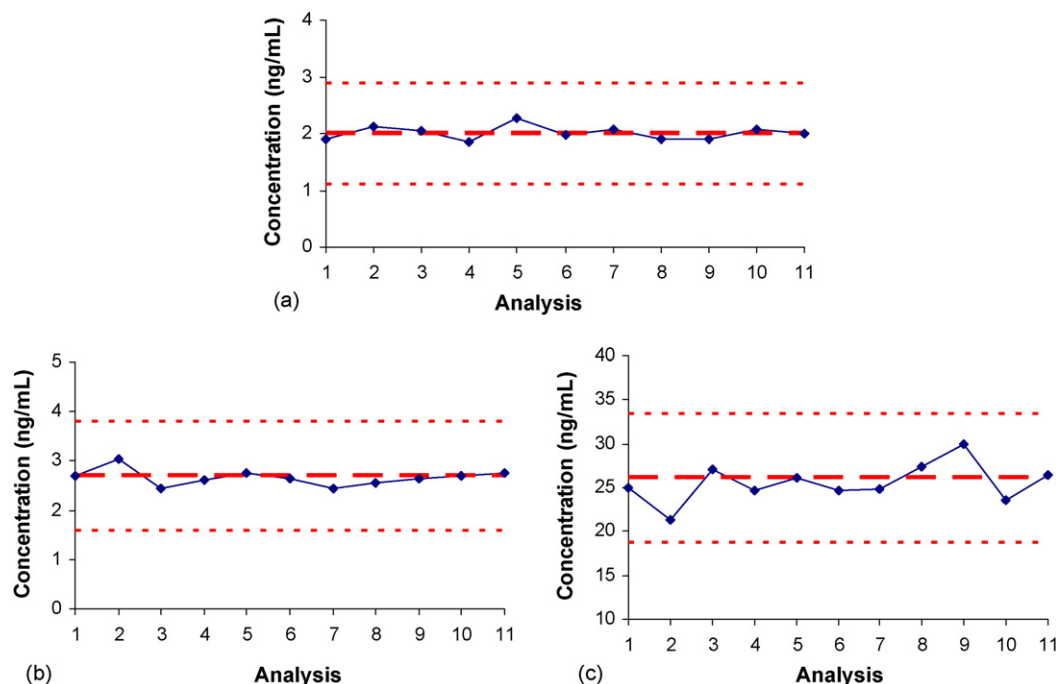 Concentration (ng/mL)
4
3
2
1
0
1 2 3 4 5 6 7 8 9 10 11
(a)
Analysis
Concentration (ng/mL)
5
4
3
2
1
0
1 2 3 4 5 6 7 8 9 10 11
(b)
Analysis
Concentration (ng/mL)
40
35
30
25
20
15
10
1 2 3 4 5 6 7 8 9 10 11
(c)
Analysis